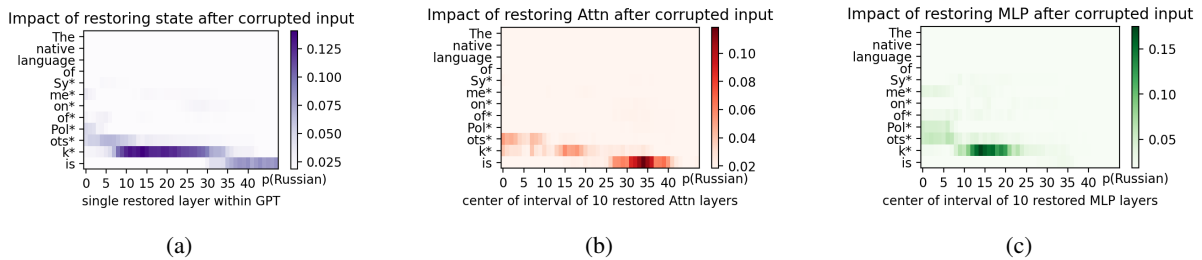 Impact of restoring state after corrupted input
The
native
language
of
Sy*
me*
on*
of*
Pol*
ots*
k*
is
0 5 10 15 20 25 30 35 40
p(Russian)
single restored layer within GPT
0.125
0.100
0.075
0.050
0.025
(a)
Impact of restoring Attn after corrupted input
The
native
language
of
Sy*
me*
on*
of*
Pol*
ots*
k*
is
0 5 10 15 20 25 30 35 40
p(Russian)
center of interval of 10 restored Attn layers
0.10
0.08
0.06
0.04
0.02
(b)
Impact of restoring MLP after corrupted input
The
native
language
of
Sy*
me*
on*
of*
Pol*
ots*
k*
is
0 5 10 15 20 25 30 35 40
p(Russian)
center of interval of 10 restored MLP layers
0.15
0.10
0.05
(c)